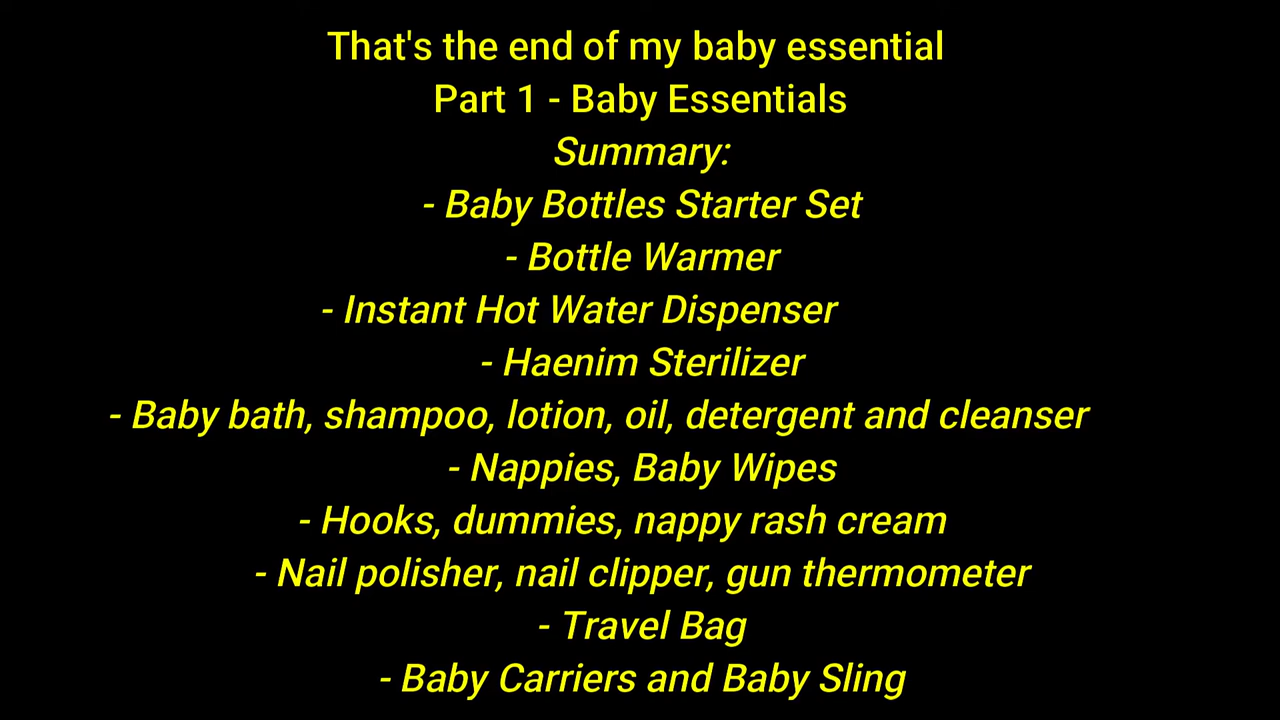 That's the end of my baby essential
Part 1 - Baby Essentials
Summary:
- Baby Bottles Starter Set
- Bottle Warmer
- Instant Hot Water Dispenser
- Haenim Sterilizer
- Baby bath, shampoo, lotion, oil, detergent and cleanser
- Nappies, Baby Wipes
- Hooks, dummies, nappy rash cream
- Nail polisher, nail clipper, gun thermometer
- Travel Bag
- Baby Carriers and Baby Sling